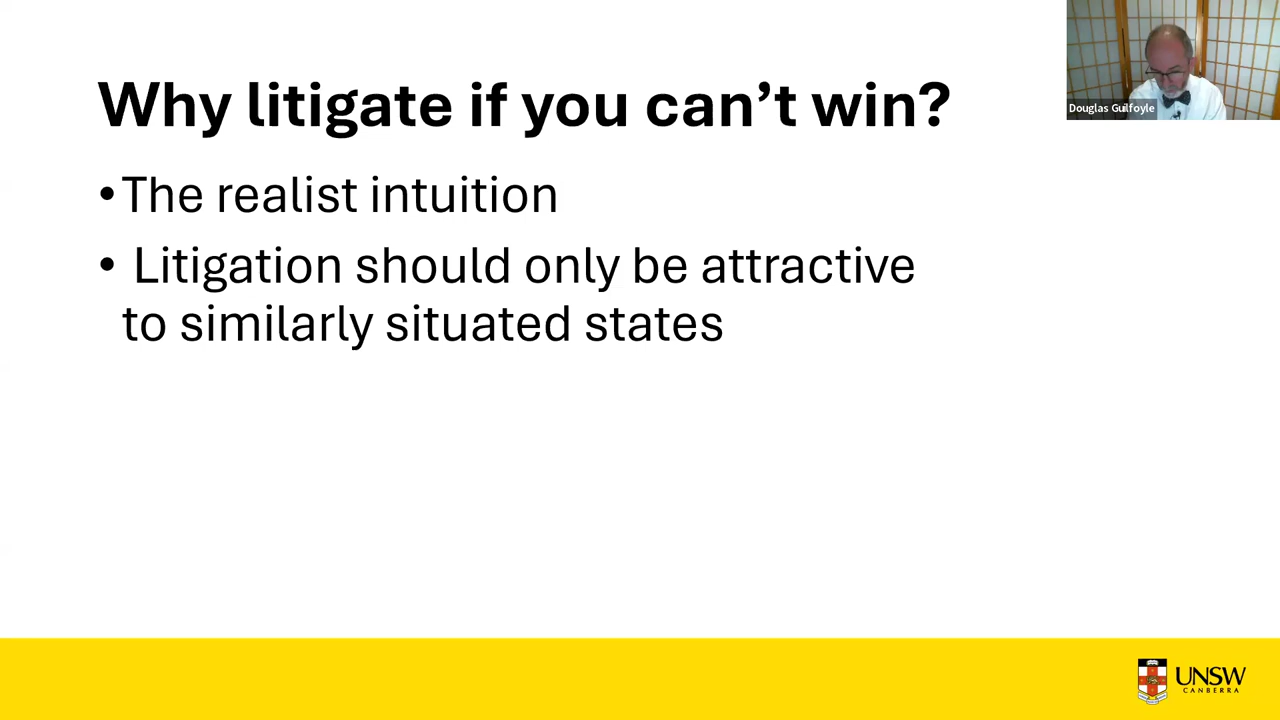 Why litigate if you can’t win?
Douglas Guilfoyle
•The realist intuition
• Litigation should only be attractive
to similarly situated states
UNSW
CANBERRA